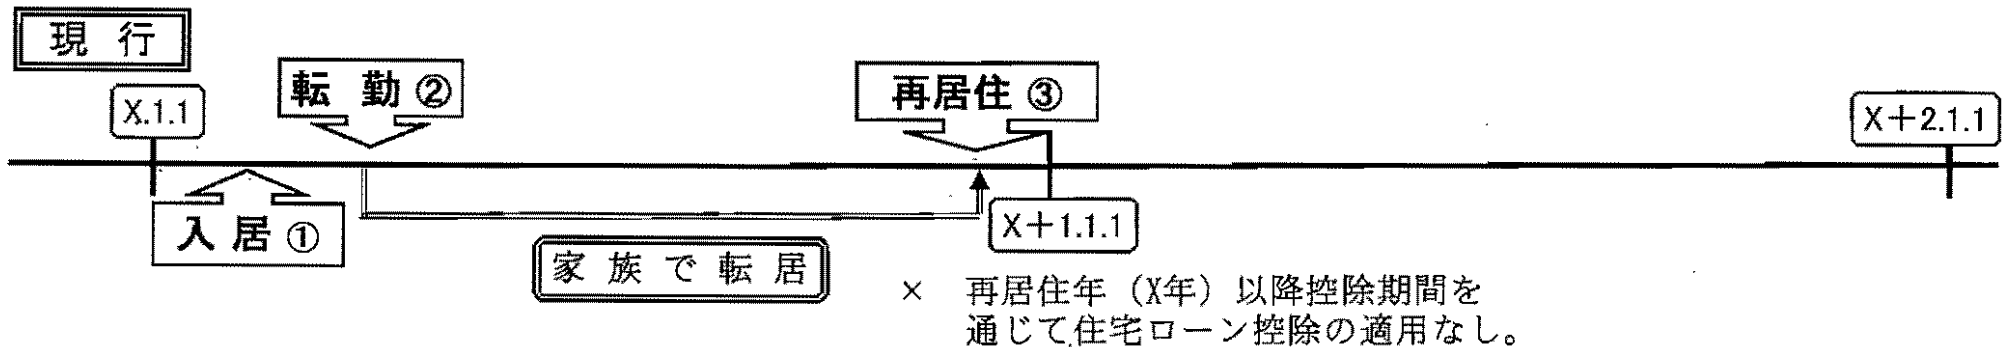 現行
転勤②
再居住③
X.1.1
X+2.1.1
入居①
X+1.1.1
家族で転居
× 再居住年（X年）以降控除期間を
通じて住宅ローン控除の適用なし。